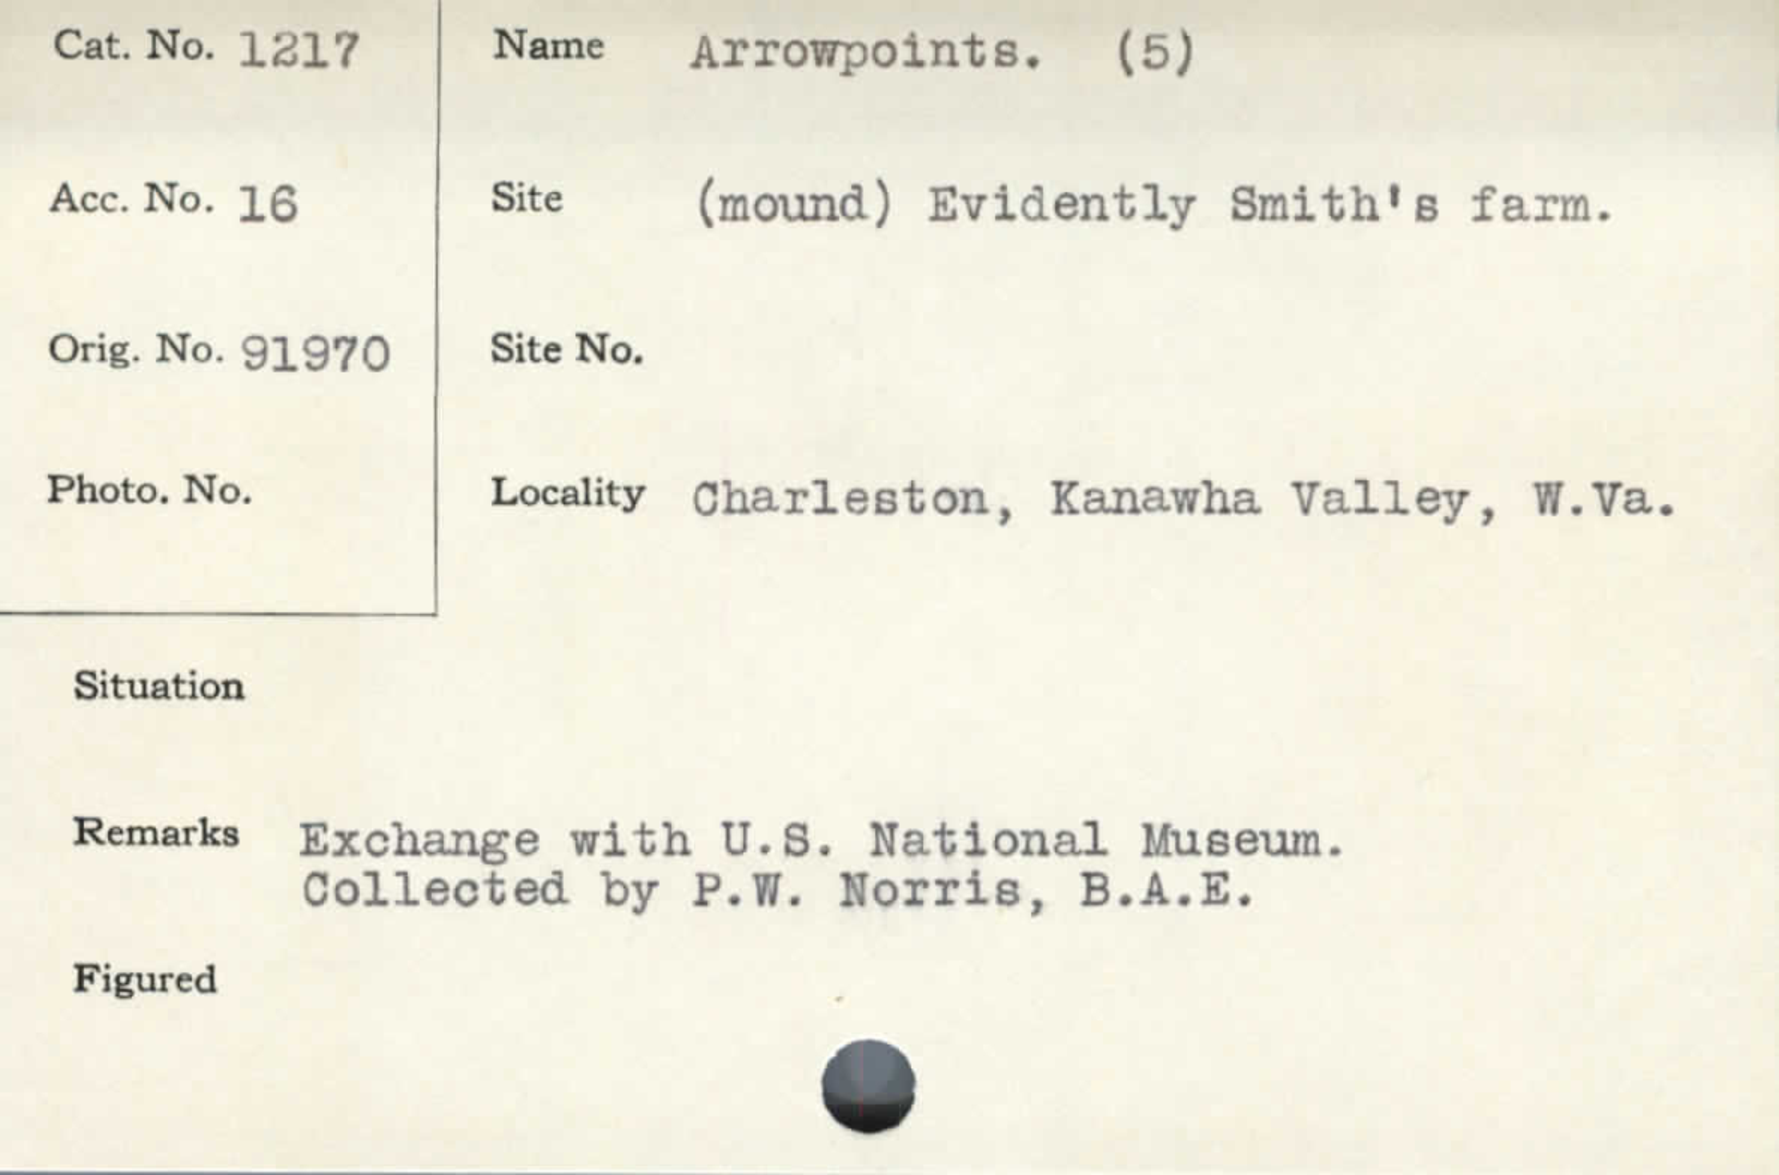 Cat. No. 1217
Name Arrowpoints. (5)
Acc. No. 16
Site (mound) Evidently Smith's farm.
Orig. No. 91970
Site No.
Photo. No.
Locality Charleston, Kanawha Valley, W.Va.
Situation
Remarks Exchange with U.S. National Museum.
Collected by P.W. Norris, B.A.E.
Figured